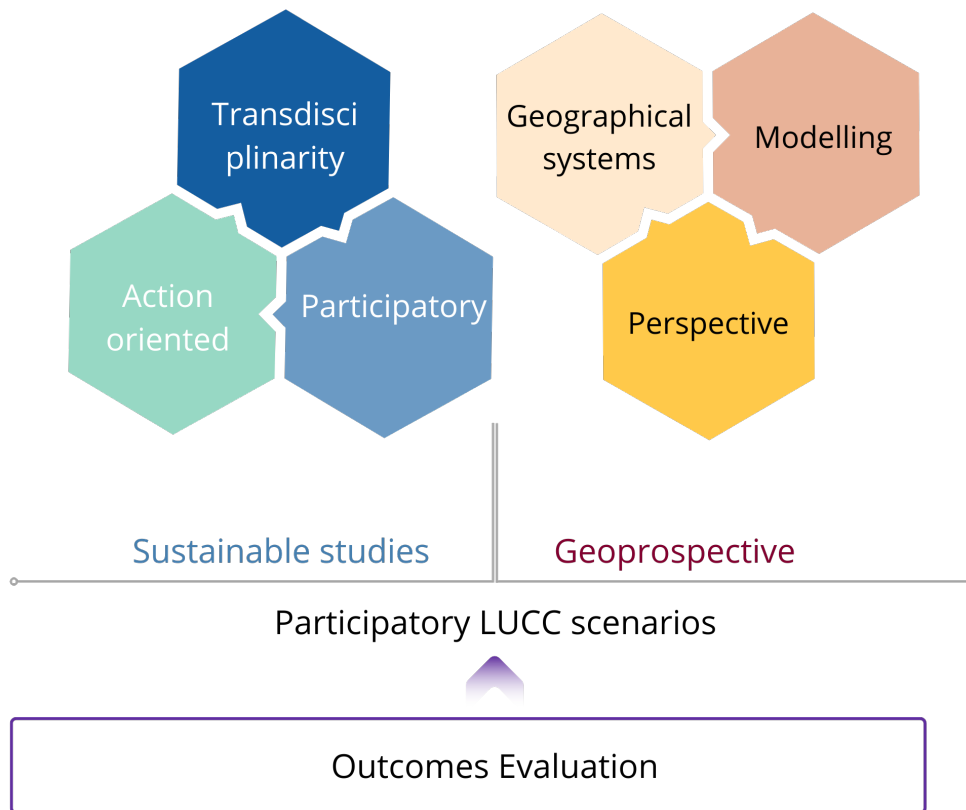 Transdisci
plinarity
Action
oriented
Participatory
Geographical
systems
Modelling
Perspective
Sustainable studies
Geoprospective
Participatory LUCC scenarios
Outcomes Evaluation